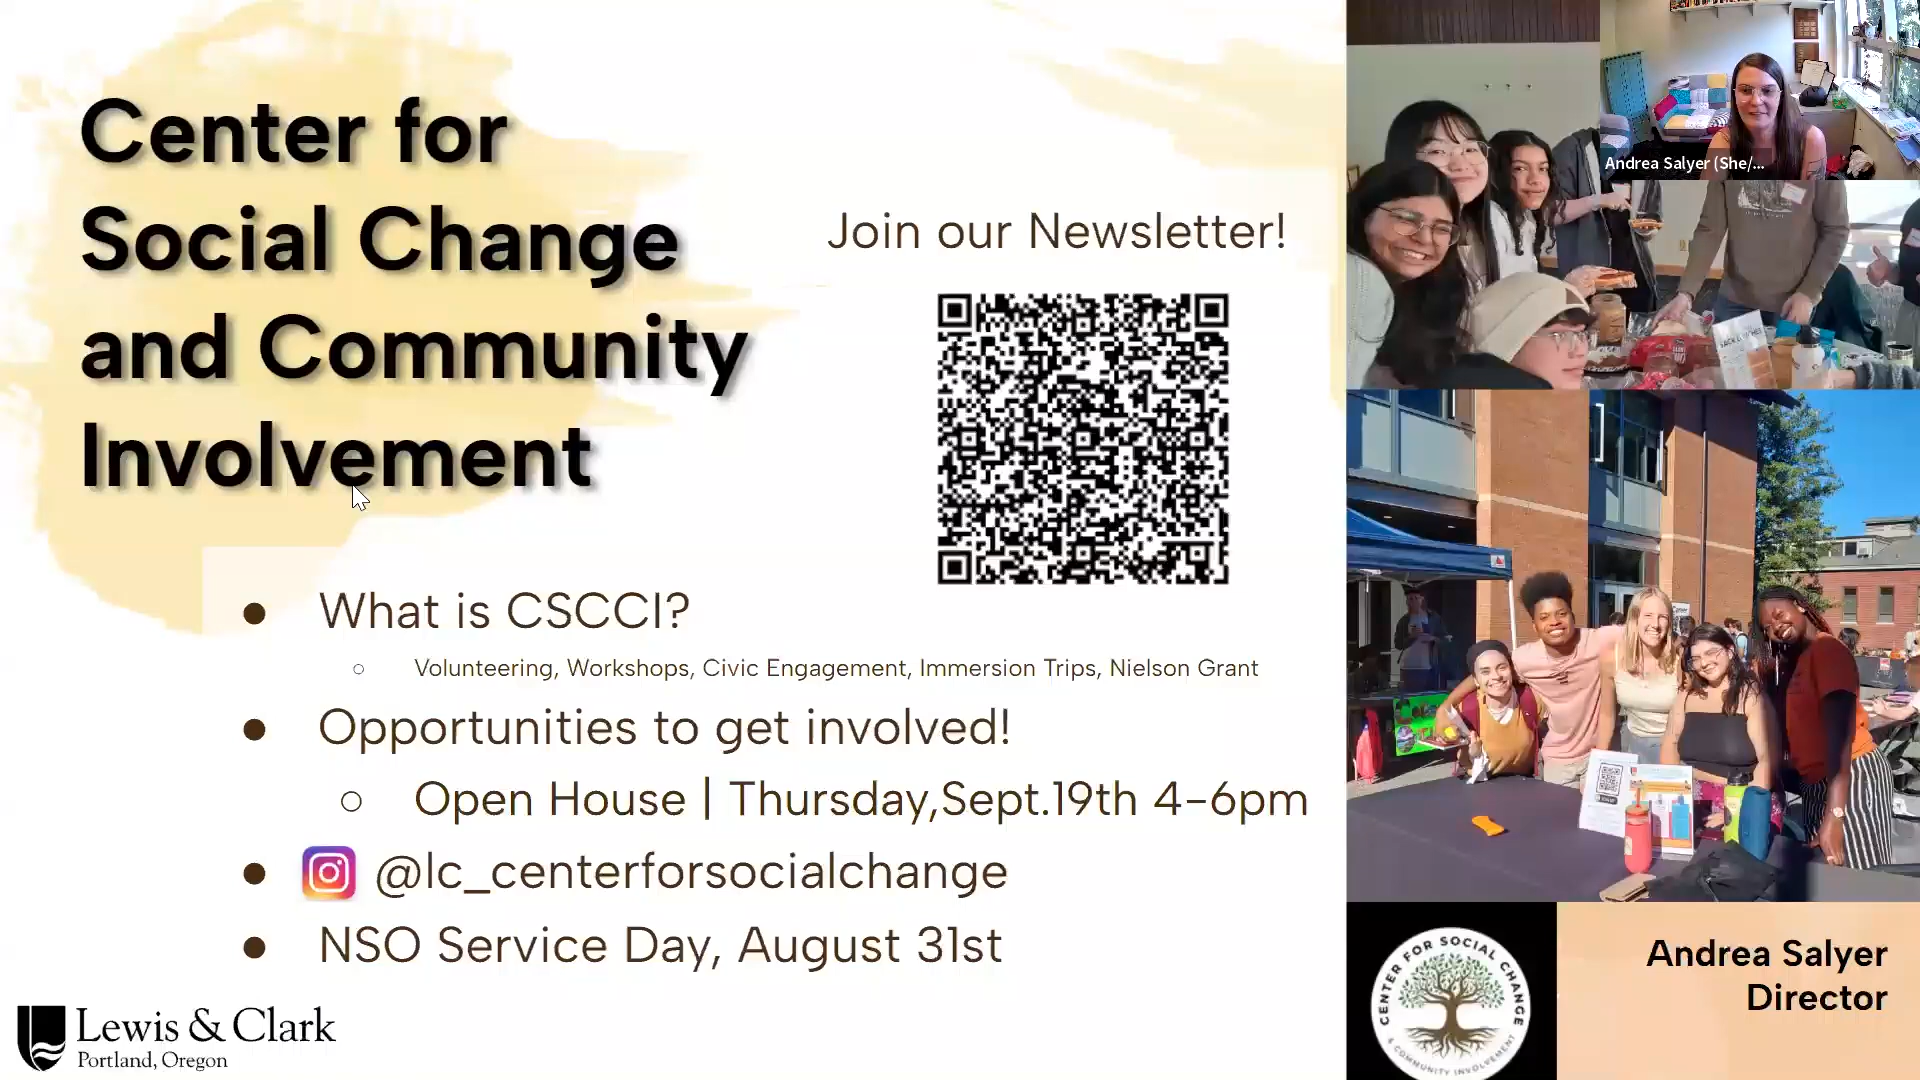 Center for
Social Change
and Community
Involvement
Join our Newsletter!
What is CSCCI?
Volunteering, Workshops, Civic Engagement, Immersion Trips, Nielson Grant
Opportunities to get involved!
Open House | Thursday,Sept.19th 4-6pm
@lc_centerforsocialchange
NSO Service Day, August 31st
Lewis & Clark
Portland, Oregon
Andrea Salyer (She/...
CENTER FOR SOCIAL CHANGE
& COMMUNITY INVOLVEMENT
Andrea Salyer
Director